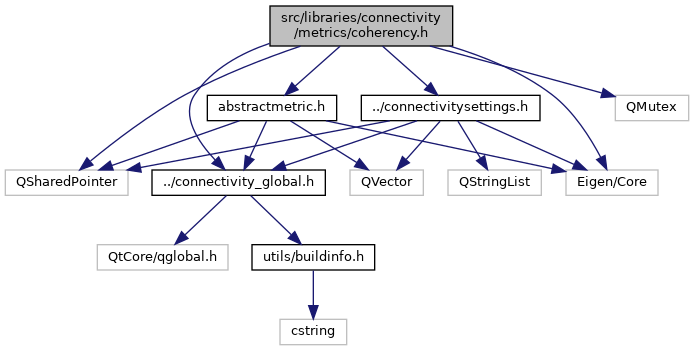 src/libraries/connectivity
/metrics/coherency.h
abstractmetric.h
../connectivitysettings.h
QMutex
QSharedPointer
../connectivity_global.h
QVector
QStringList
Eigen/Core
QtCore/qglobal.h
utils/buildinfo.h
cstring